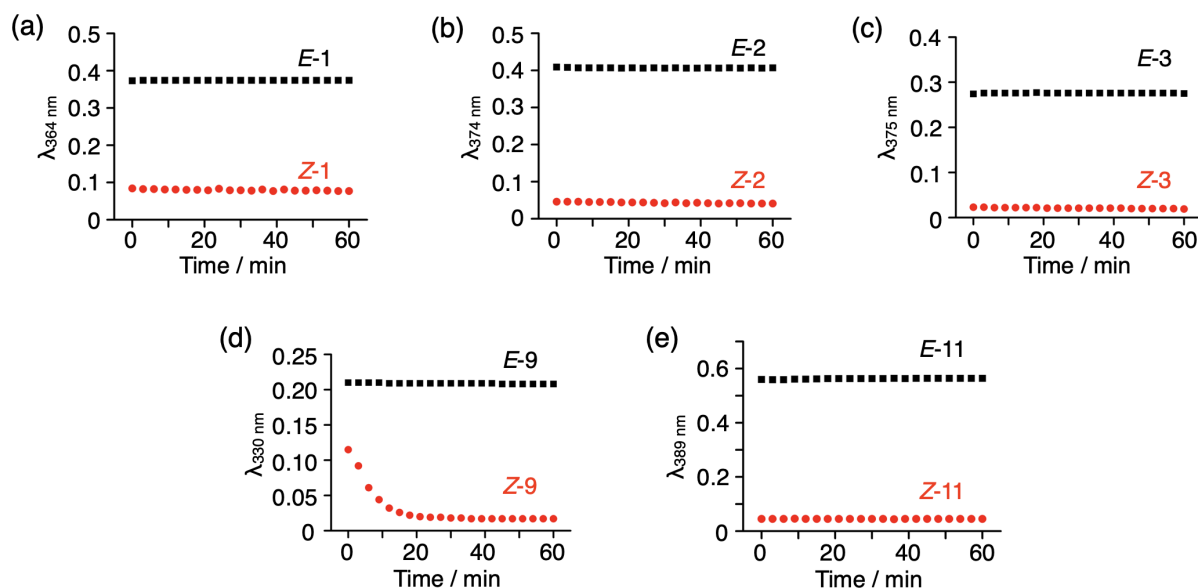 (a)
0.5
0.4
0.3
0.2
0.1
0
λ364 nm
E-1
Z-1
0 20 40 60
Time / min
(b)
0.5
0.4
0.3
0.2
0.1
0
λ374 nm
E-2
Z-2
0 20 40 60
Time / min
(c)
0.4
0.3
0.2
0.1
0
λ375 nm
E-3
Z-3
0 20 40 60
Time / min
(d)
0.25
0.20
0.15
0.10
0.05
0
λ330 nm
E-9
Z-9
0 20 40 60
Time / min
(e)
0.6
0.4
0.2
0
λ389 nm
E-11
Z-11
0 20 40 60
Time / min